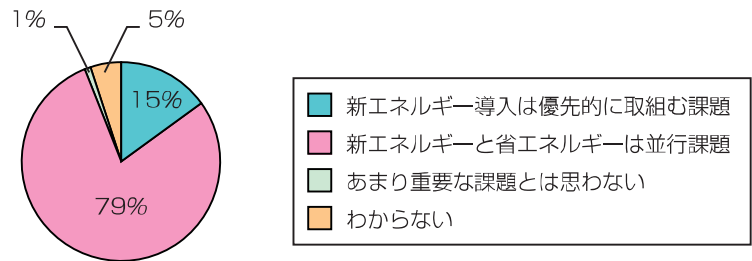 1%
5%
15%
79%
新エネルギー導入は優先的に取組む課題
新エネルギーと省エネルギーは並行課題
あまり重要な課題とは思わない
わからない